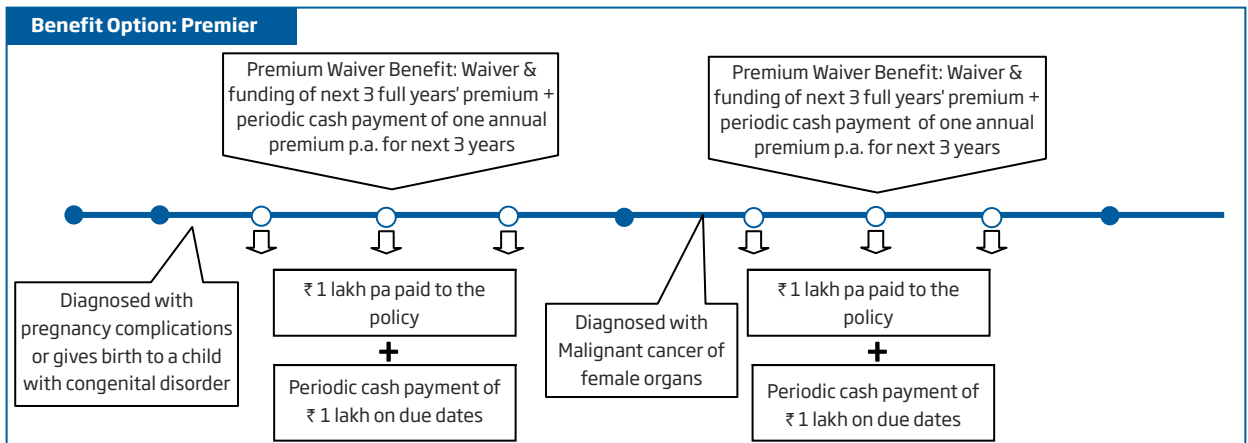 Benefit Option: Premier
Premium Waiver Benefit: Waiver &
funding of next 3 full years' premium +
periodic cash payment of one annual
premium p.a. for next 3 years
Premium Waiver Benefit: Waiver &
funding of next 3 full years' premium +
periodic cash payment of one annual
premium p.a. for next 3 years
Diagnosed with
pregnancy complications
or gives birth to a child
with congenital disorder
₹ 1 lakh pa paid to the
policy
+
Periodic cash payment of
₹ 1 lakh on due dates
Diagnosed with
Malignant cancer of
female organs
₹ 1 lakh pa paid to the
policy
+
Periodic cash payment of
₹ 1 lakh on due dates